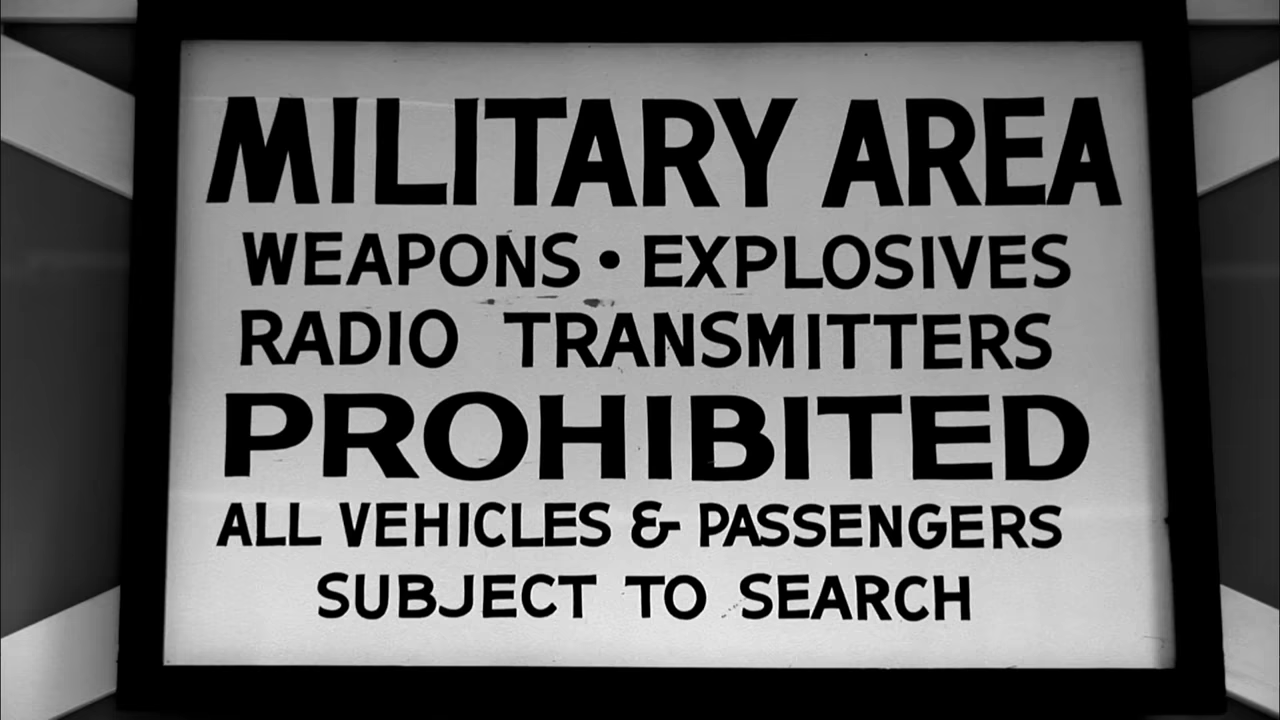 MILITARY AREA
WEAPONS • EXPLOSIVES
RADIO TRANSMITTERS
PROHIBITED
ALL VEHICLES & PASSENGERS
SUBJECT TO SEARCH